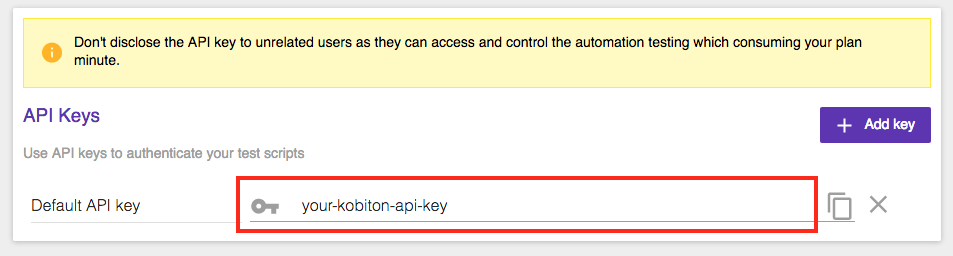 Don't disclose the API key to unrelated users as they can access and control the automation testing which consuming your plan
minute.
API Keys
Add key
Use API keys to authenticate your test scripts
Default API key
your-kobiton-api-key